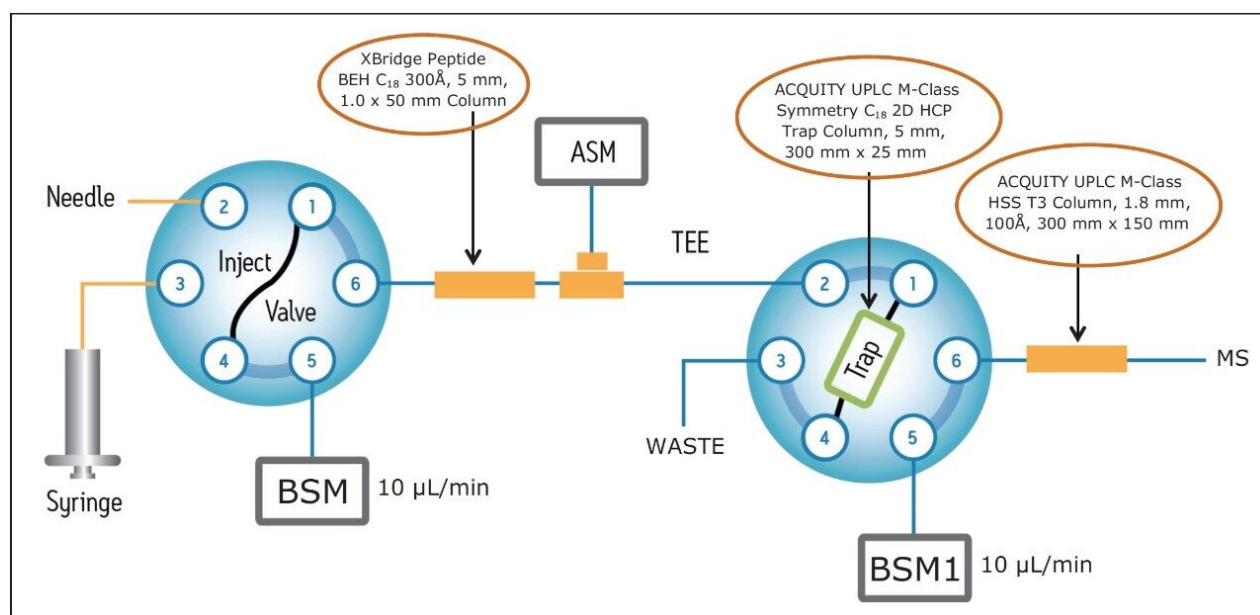 XBridge Peptide
BEH C₁₈ 300Å, 5 mm,
1.0 x 50 mm Column
ACQUITY UPLC M-Class
Symmetry C₁₈ 2D HCP
Trap Column, 5 mm,
300 mm x 25 mm
ASM
ACQUITY UPLC M-Class
HSS T3 Column, 1.8 mm,
100Å, 300 mm x 150 mm
Needle
2
1
Inject
TEE
3
6
Valve
4
5
2
1
3
Trap
6
MS
4
5
WASTE
BSM
10 µL/min
Syringe
BSM1
10 µL/min